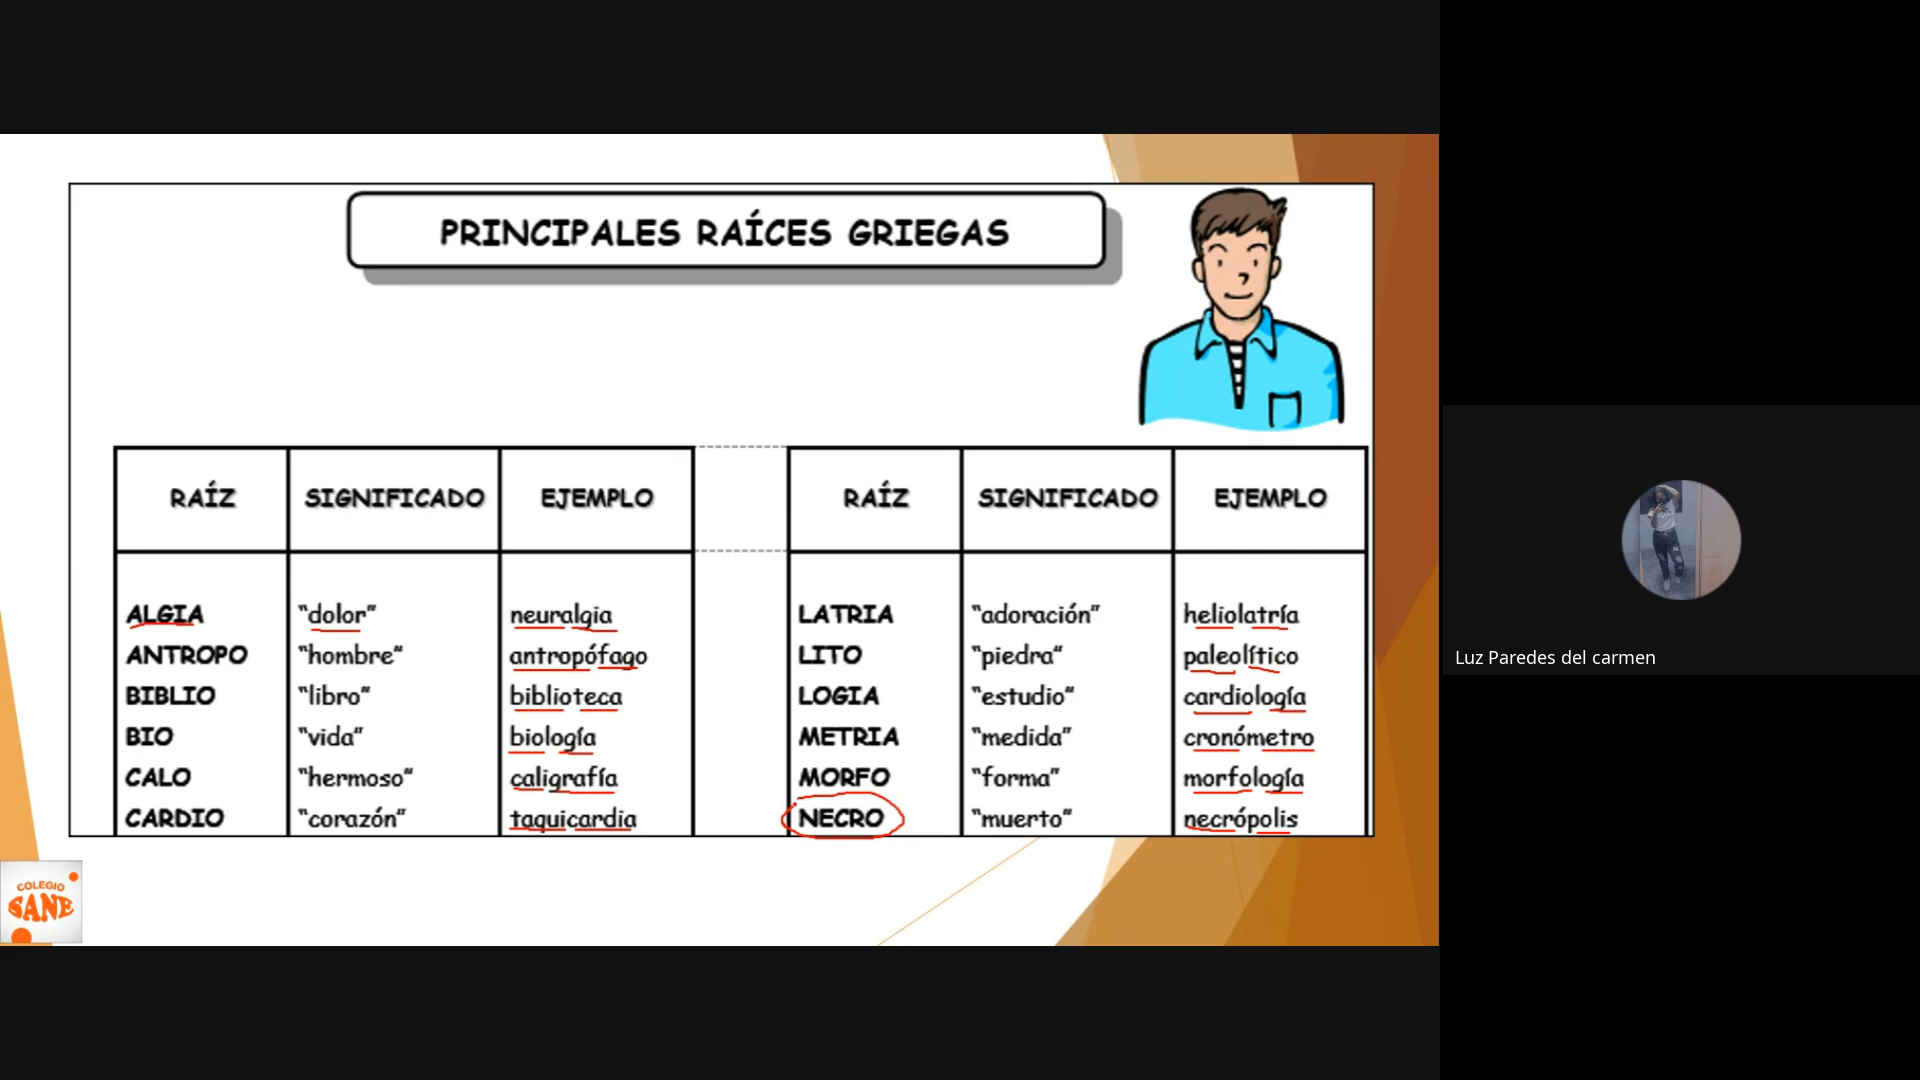 PRINCIPALES RAÍCES GRIEGAS
RAÍZ SIGNIFICADO EJEMPLO RAÍZ SIGNIFICADO EJEMPLO
ALGIA "dolor" neuralgia LATRIA "adoración" heliolatría
ANTROPO "hombre" antropófago LITO "piedra" paleolítico
BIBLIO "libro" biblioteca LOGIA "estudio" cardiología
BIO "vida" biología METRIA "medida" cronómetro
CALO "hermoso" caligrafía MORFO "forma" morfología
CARDIO "corazón" taquicardia NECRO "muerto" necrópolis
COLEGIO
SANE
Luz Paredes del carmen